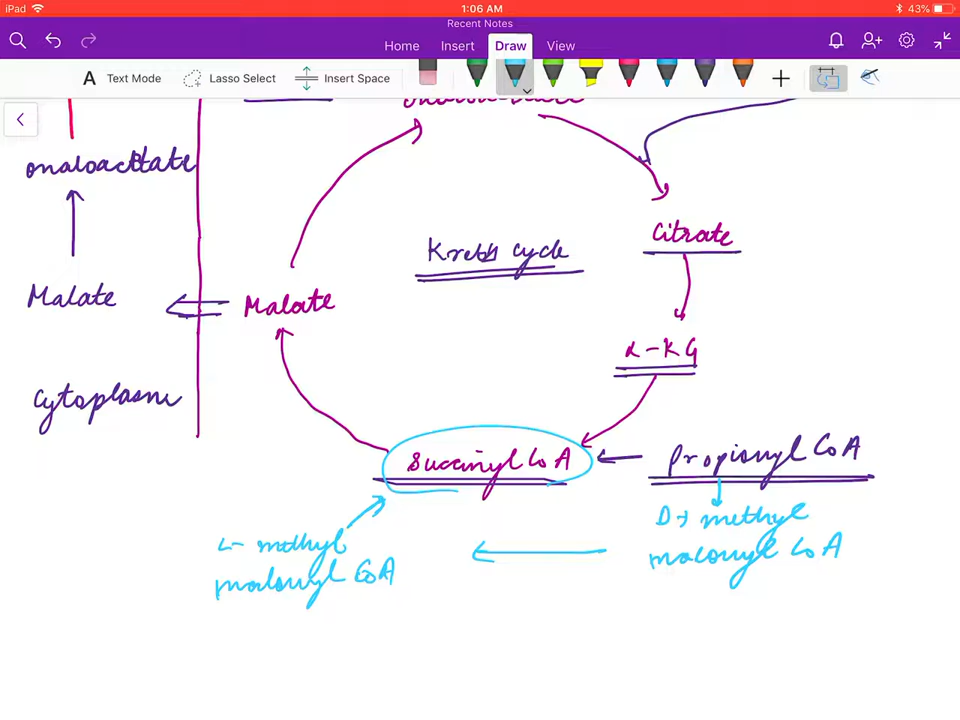 iPad
1:06 AM
43%
Recent Notes
Home
Insert
Draw
View
A Text Mode
Lasso Select
Insert Space
Citrate
Krebs cycle
Malate
Malate
α-KG
cytoplasm
Succinyl CoA
Propionyl CoA
D-methyl
malonyl CoA
L-methyl
malonyl CoA